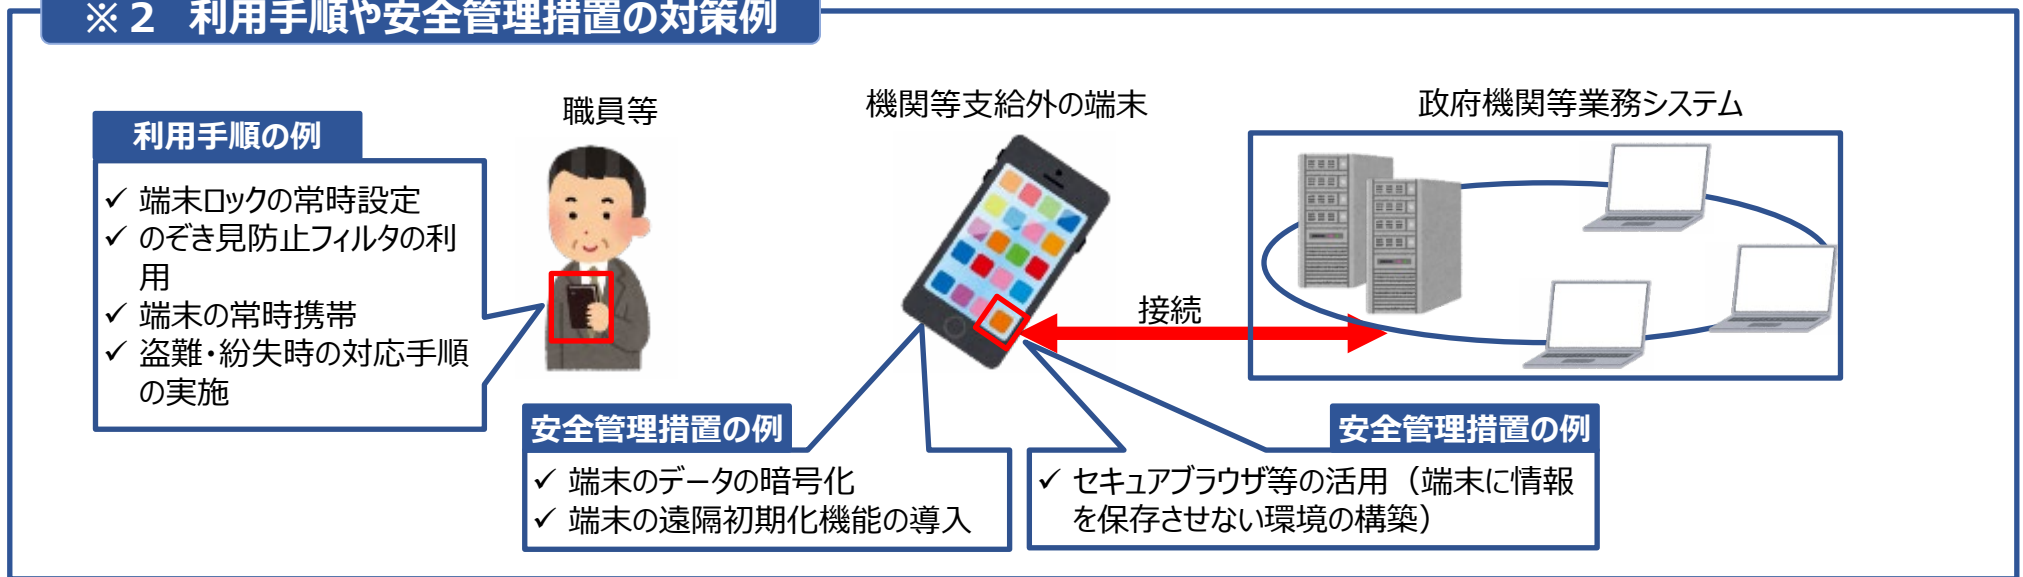 ※２ 利用手順や安全管理措置の対策例
職員等
機関等支給外の端末
政府機関等業務システム
利用手順の例
✓ 端末ロックの常時設定
✓ のぞき見防止フィルタの利
用
✓ 端末の常時携帯
✓ 盗難・紛失時の対応手順
の実施
接続
安全管理措置の例
✓ 端末のデータの暗号化
✓ 端末の遠隔初期化機能の導入
安全管理措置の例
✓ セキュアブラウザ等の活用（端末に情報
を保存させない環境の構築）